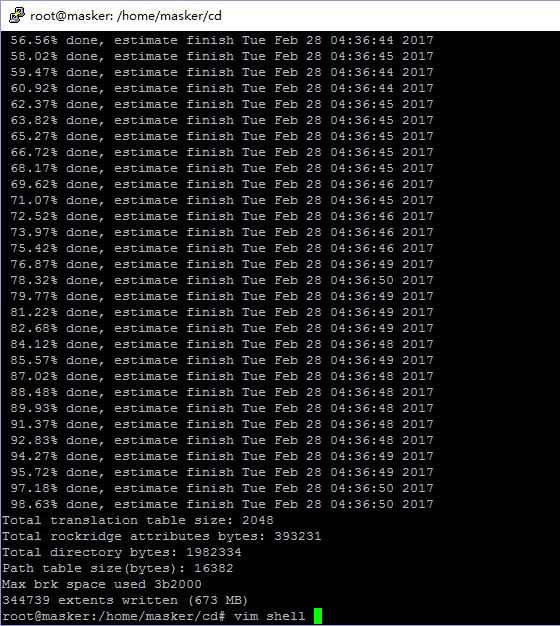 root@masker: /home/masker/cd
56.56% done, estimate finish Tue Feb 28 04:36:44 2017
58.02% done, estimate finish Tue Feb 28 04:36:45 2017
59.47% done, estimate finish Tue Feb 28 04:36:44 2017
60.92% done, estimate finish Tue Feb 28 04:36:44 2017
62.37% done, estimate finish Tue Feb 28 04:36:45 2017
63.82% done, estimate finish Tue Feb 28 04:36:45 2017
65.27% done, estimate finish Tue Feb 28 04:36:45 2017
66.72% done, estimate finish Tue Feb 28 04:36:45 2017
68.17% done, estimate finish Tue Feb 28 04:36:45 2017
69.62% done, estimate finish Tue Feb 28 04:36:46 2017
71.07% done, estimate finish Tue Feb 28 04:36:45 2017
72.52% done, estimate finish Tue Feb 28 04:36:46 2017
73.97% done, estimate finish Tue Feb 28 04:36:46 2017
75.42% done, estimate finish Tue Feb 28 04:36:46 2017
76.87% done, estimate finish Tue Feb 28 04:36:49 2017
78.32% done, estimate finish Tue Feb 28 04:36:50 2017
79.77% done, estimate finish Tue Feb 28 04:36:49 2017
81.22% done, estimate finish Tue Feb 28 04:36:49 2017
82.68% done, estimate finish Tue Feb 28 04:36:49 2017
84.12% done, estimate finish Tue Feb 28 04:36:48 2017
85.57% done, estimate finish Tue Feb 28 04:36:49 2017
87.02% done, estimate finish Tue Feb 28 04:36:48 2017
88.48% done, estimate finish Tue Feb 28 04:36:48 2017
89.93% done, estimate finish Tue Feb 28 04:36:48 2017
91.37% done, estimate finish Tue Feb 28 04:36:48 2017
92.83% done, estimate finish Tue Feb 28 04:36:48 2017
94.27% done, estimate finish Tue Feb 28 04:36:49 2017
95.72% done, estimate finish Tue Feb 28 04:36:49 2017
97.18% done, estimate finish Tue Feb 28 04:36:50 2017
98.63% done, estimate finish Tue Feb 28 04:36:50 2017
Total translation table size: 2048
Total rockridge attributes bytes: 393231
Total directory bytes: 1982334
Path table size(bytes): 16382
Max brk space used 3b2000
344739 extents written (673 MB)
root@masker:/home/masker/cd# vim shell